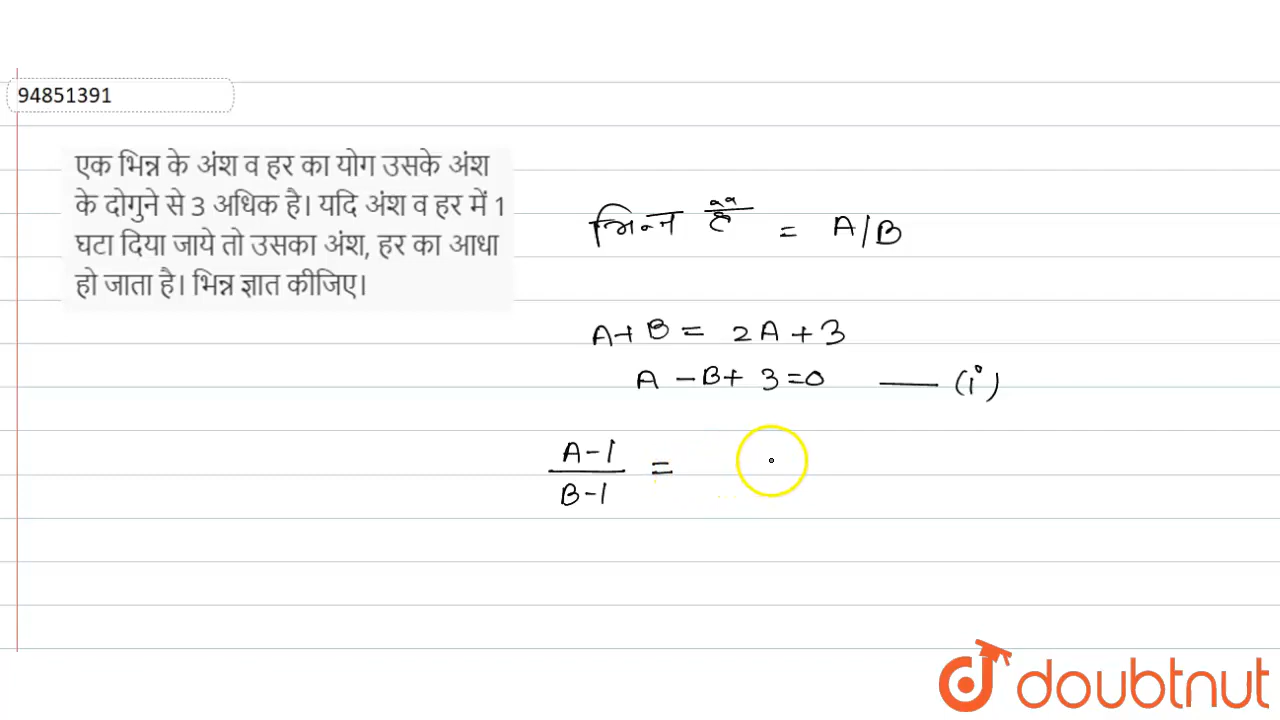 94851391
एक भिन्न के अंश व हर का योग उसके अंश
के दोगुने से 3 अधिक है। यदि अंश व हर में 1
घटा दिया जाये तो उसका अंश, हर का आधा
हो जाता है। भिन्न ज्ञात कीजिए।
भिन्न = A/B
A+B = 2A+3
A-B+3=0 —— (i)
A-1
B-1 =
doubtnut